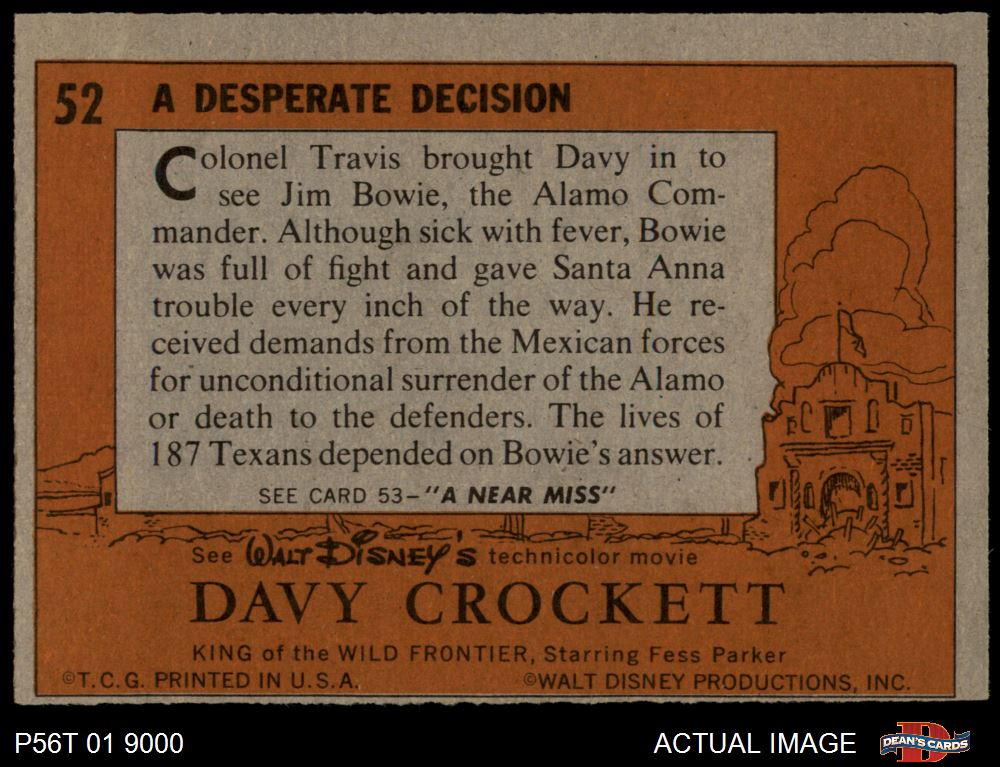 52 A DESPERATE DECISION
Colonel Travis brought Davy in to
see Jim Bowie, the Alamo Com-
mander. Although sick with fever, Bowie
was full of fight and gave Santa Anna
trouble every inch of the way. He re-
ceived demands from the Mexican forces
for unconditional surrender of the Alamo
or death to the defenders. The lives of
187 Texans depended on Bowie's answer.
SEE CARD 53-"A NEAR MISS"
See WALT DISNEY'S technicolor movie
DAVY CROCKETT
KING of the WILD FRONTIER, Starring Fess Parker
©T.C.G. PRINTED IN U.S.A. ©WALT DISNEY PRODUCTIONS, INC.
P56T 01 9000 ACTUAL IMAGE D DEAN'S CARDS